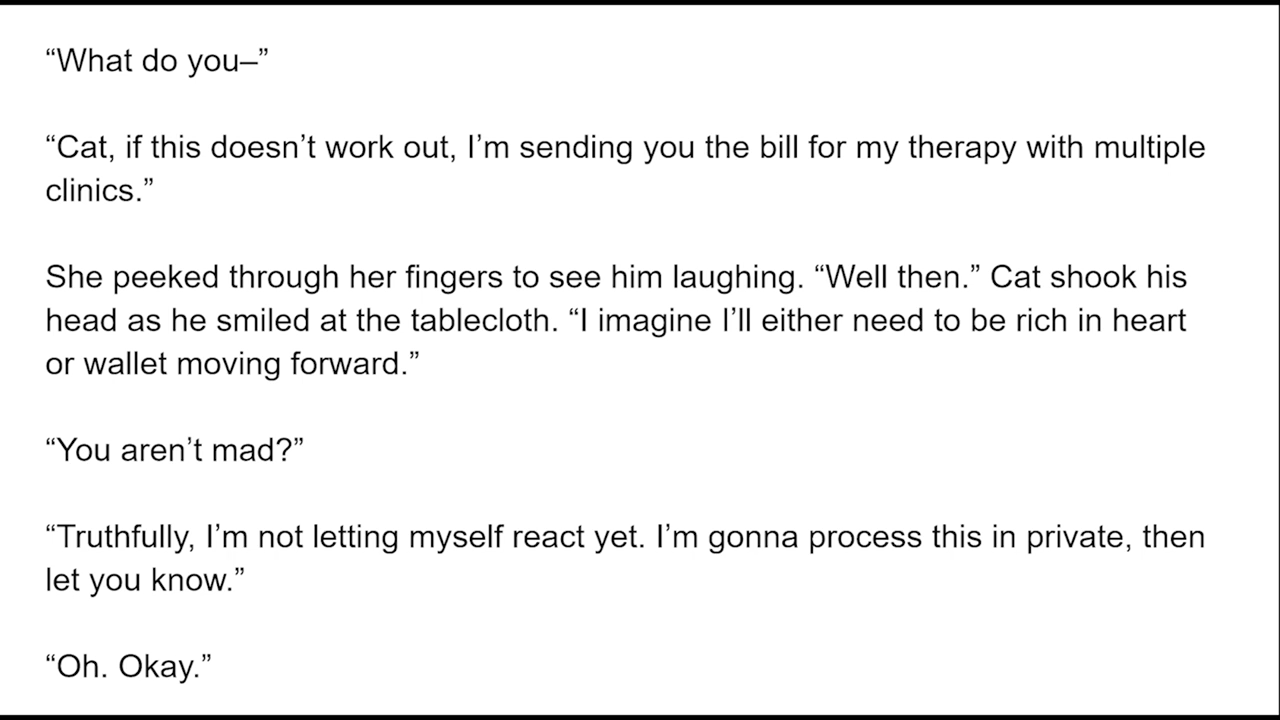 “What do you–”
“Cat, if this doesn’t work out, I’m sending you the bill for my therapy with multiple
clinics.”
She peeked through her fingers to see him laughing. “Well then.” Cat shook his
head as he smiled at the tablecloth. “I imagine I’ll either need to be rich in heart
or wallet moving forward.”
“You aren’t mad?”
“Truthfully, I’m not letting myself react yet. I’m gonna process this in private, then
let you know.”
“Oh. Okay.”